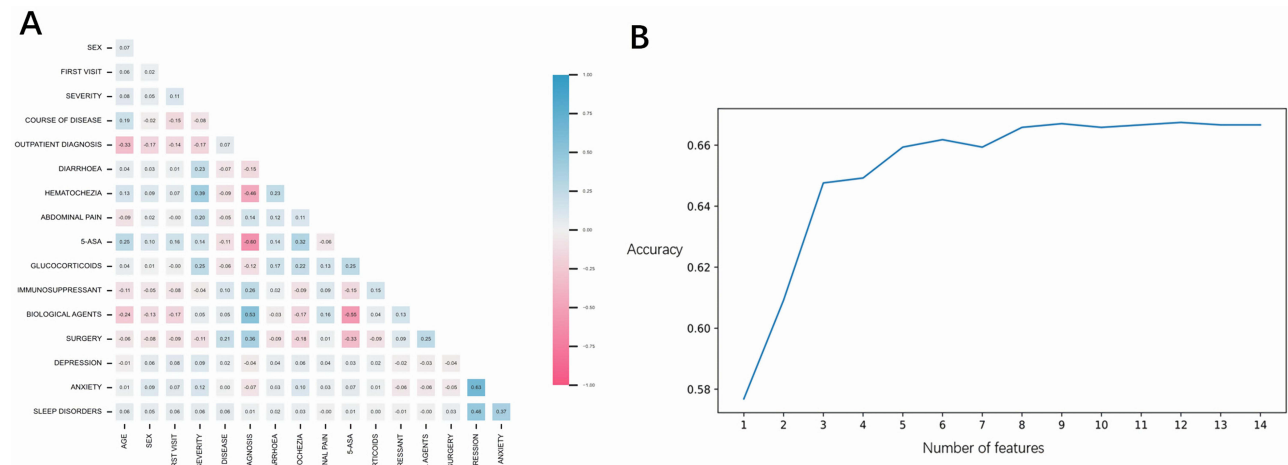 A
SEX 0.07
FIRST VISIT 0.06 0.02
SEVERITY 0.08 0.05 0.11
COURSE OF DISEASE 0.19 -0.02 -0.15 -0.08
OUTPATIENT DIAGNOSIS -0.33 -0.17 -0.14 -0.17 0.07
DIARRHOEA 0.04 0.03 0.01 0.23 -0.07 -0.15
HEMATOCHEZIA 0.13 0.09 0.07 0.39 -0.09 -0.46 0.23
ABDOMINAL PAIN -0.09 0.02 -0.00 0.20 -0.05 0.14 0.12 0.11
5-ASA 0.25 0.10 0.16 0.14 -0.11 -0.60 0.14 0.32 -0.06
GLUCOCORTICOIDS 0.04 0.01 -0.00 0.25 -0.06 -0.12 0.17 0.22 0.13 0.25
IMMUNOSUPPRESSANT -0.11 -0.05 -0.08 -0.04 0.10 0.26 0.02 -0.09 0.09 -0.15 0.15
BIOLOGICAL AGENTS -0.24 -0.13 -0.17 0.05 0.05 0.53 -0.03 -0.17 0.16 -0.55 0.04 0.13
SURGERY -0.06 -0.08 -0.09 -0.11 0.21 0.36 -0.09 -0.18 0.01 -0.33 -0.09 0.09 0.25
DEPRESSION -0.01 0.06 0.08 0.09 0.02 -0.04 0.04 0.06 0.04 0.03 0.02 -0.02 -0.03 -0.04
ANXIETY 0.01 0.09 0.07 0.12 0.00 -0.07 0.03 0.10 0.03 0.07 0.01 -0.06 -0.06 -0.05 0.63
SLEEP DISORDERS 0.06 0.05 0.06 0.06 0.06 0.01 0.02 0.03 -0.00 0.01 0.00 -0.01 -0.00 0.03 0.48 0.37
AGE
SEX
RST VISIT
SEVERITY
DISEASE
AGNOSIS
ARRHOEA
OCHEZIA
NAL PAIN
5-ASA
RTICOIDS
RESSANT
AGENTS
SURGERY
RESSION
ANXIETY
1.00
0.75
0.50
0.25
0.00
-0.25
-0.50
-0.75
-1.00
B
0.66
0.64
0.62
0.60
0.58
Accuracy
1 2 3 4 5 6 7 8 9 10 11 12 13 14
Number of features